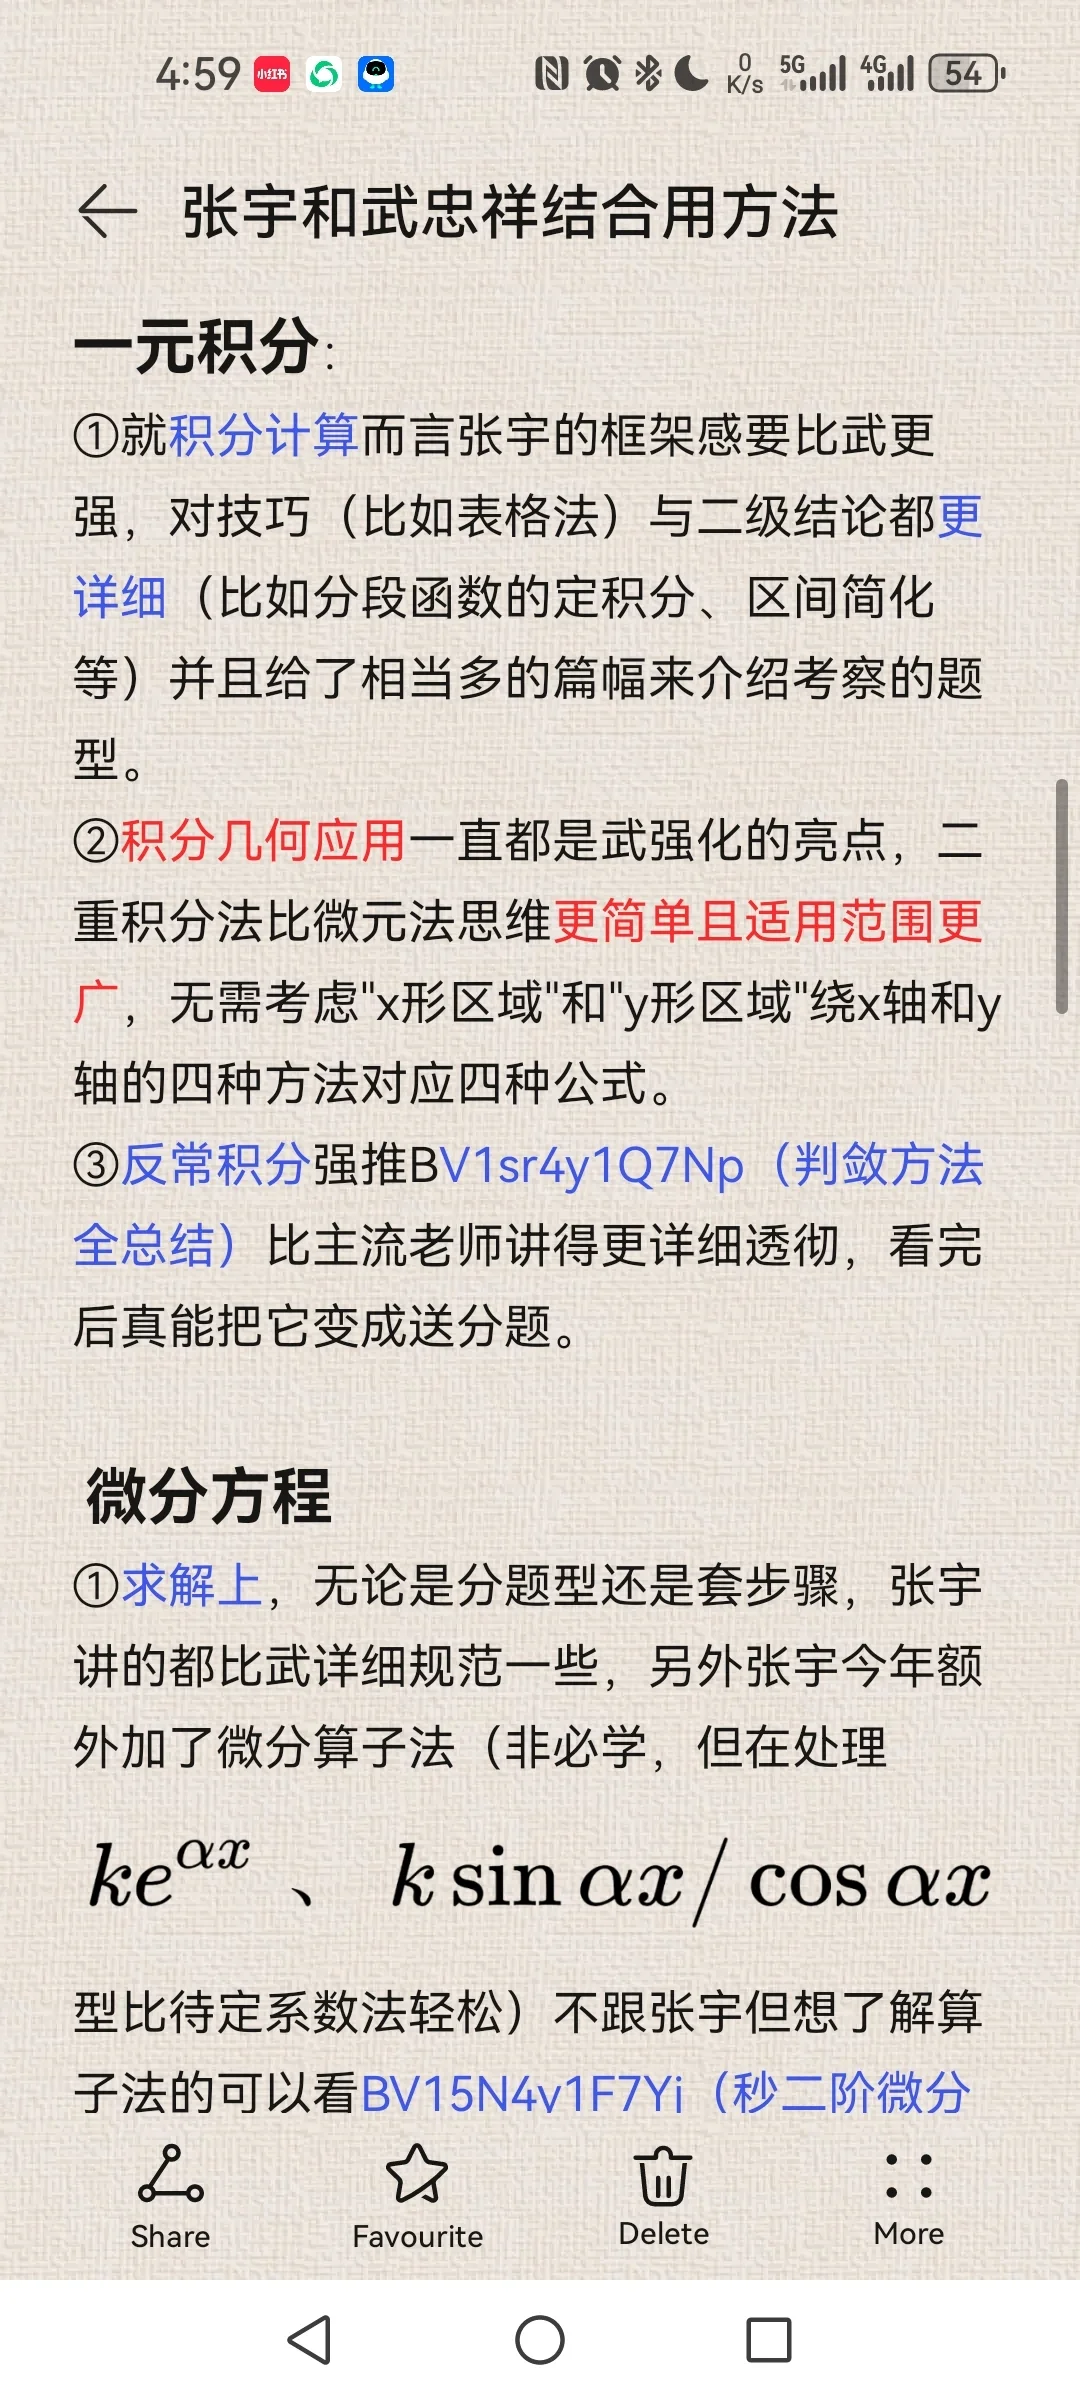 4:59 小红书 0 K/s 5G 4G 54
张宇和武忠祥结合用方法
一元积分：
①就积分计算而言张宇的框架感要比武更
强，对技巧（比如表格法）与二级结论都更
详细（比如分段函数的定积分、区间简化
等）并且给了相当多的篇幅来介绍考察的题
型。
②积分几何应用一直都是武强化的亮点，二
重积分法比微元法思维更简单且适用范围更
广，无需考虑"x形区域"和"y形区域"绕x轴和y
轴的四种方法对应四种公式。
③反常积分强推BV1sr4y1Q7Np（判敛方法
全总结）比主流老师讲得更详细透彻，看完
后真能把它变成送分题。
微分方程
①求解上，无论是分题型还是套步骤，张宇
讲的都比武详细规范一些，另外张宇今年额
外加了微分算子法（非必学，但在处理
ke^{αx}、k sin αx/ cos αx
型比待定系数法轻松）不跟张宇但想了解算
子法的可以看BV15N4y1F7Yi（秒二阶微分
Share Favourite Delete More